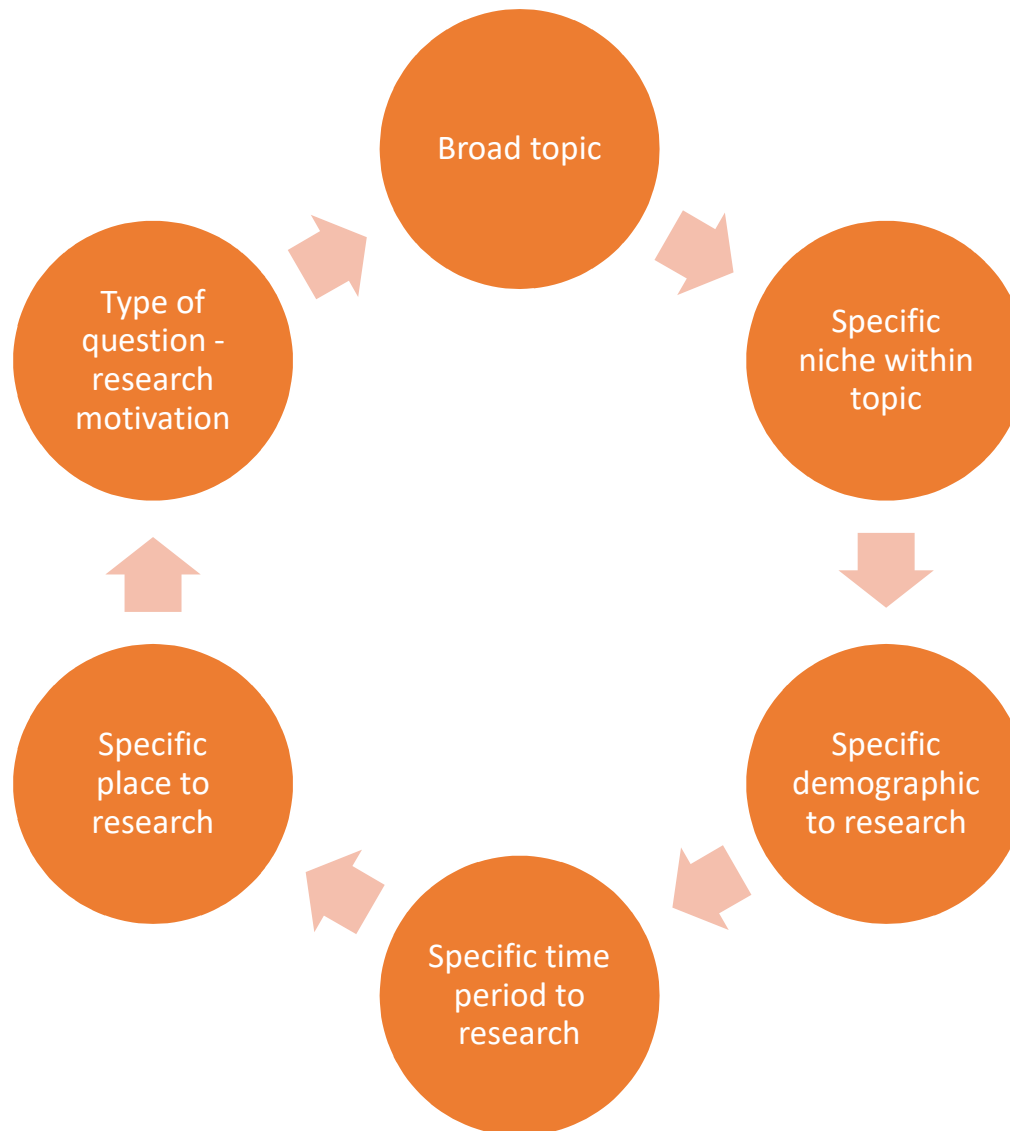 Broad topic
Specific
niche within
topic
Specific
demographic
to research
Specific time
period to
research
Specific
place to
research
Type of
question -
research
motivation